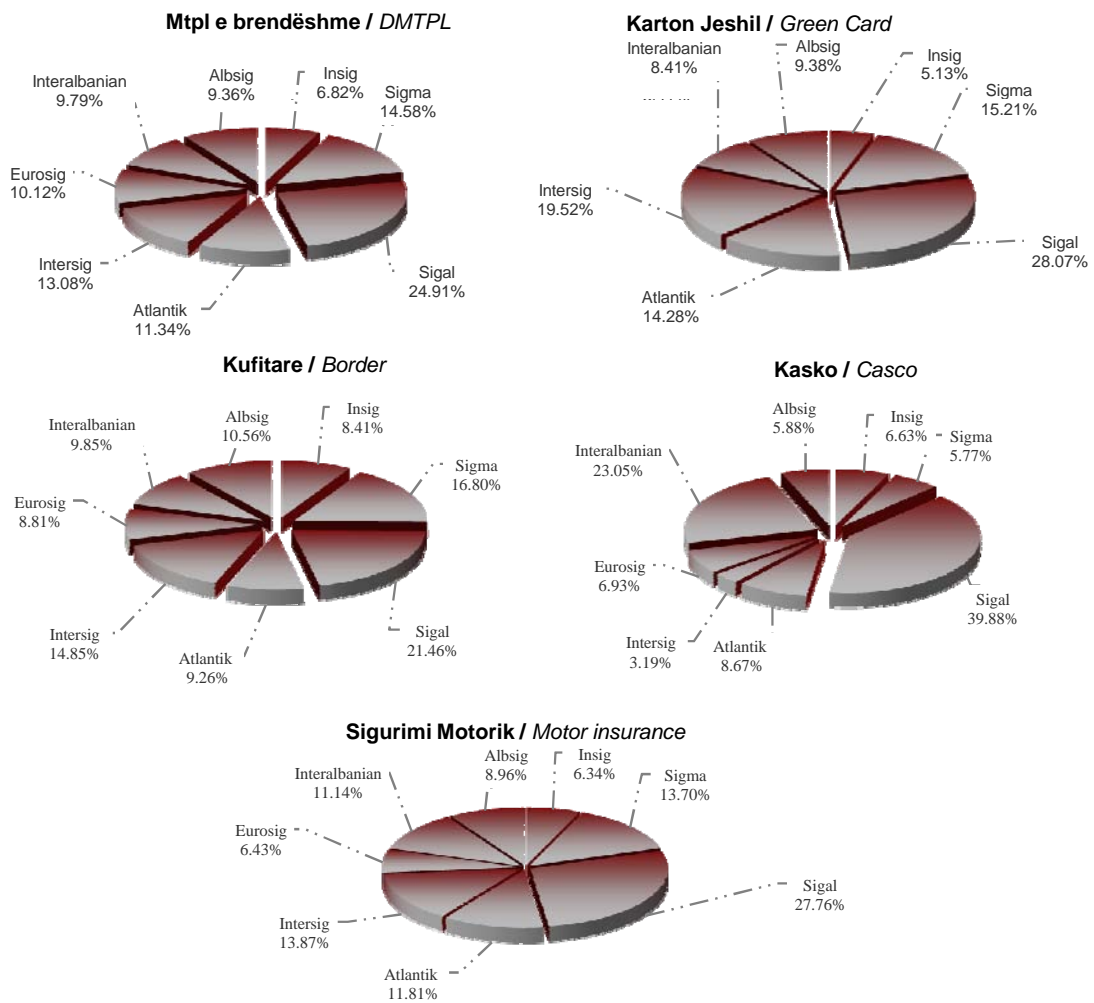 Mtpl e brendëshme / DMTPL
Albsig
9.36%
Insig
6.82%
Sigma
14.58%
Sigal
24.91%
Atlantik
11.34%
Intersig
13.08%
Eurosig
10.12%
Interalbanian
9.79%
Karton Jeshil / Green Card
Albsig
9.38%
Insig
5.13%
Sigma
15.21%
Sigal
28.07%
Atlantik
14.28%
Intersig
19.52%
Interalbanian
8.41%
Kufitare / Border
Albsig
10.56%
Insig
8.41%
Sigma
16.80%
Sigal
21.46%
Atlantik
9.26%
Intersig
14.85%
Eurosig
8.81%
Interalbanian
9.85%
Kasko / Casco
Albsig
5.88%
Insig
6.63%
Sigma
5.77%
Sigal
39.88%
Atlantik
8.67%
Intersig
3.19%
Eurosig
6.93%
Interalbanian
23.05%
Sigurimi Motorik / Motor insurance
Albsig
8.96%
Insig
6.34%
Sigma
13.70%
Sigal
27.76%
Atlantik
11.81%
Intersig
13.87%
Eurosig
6.43%
Interalbanian
11.14%